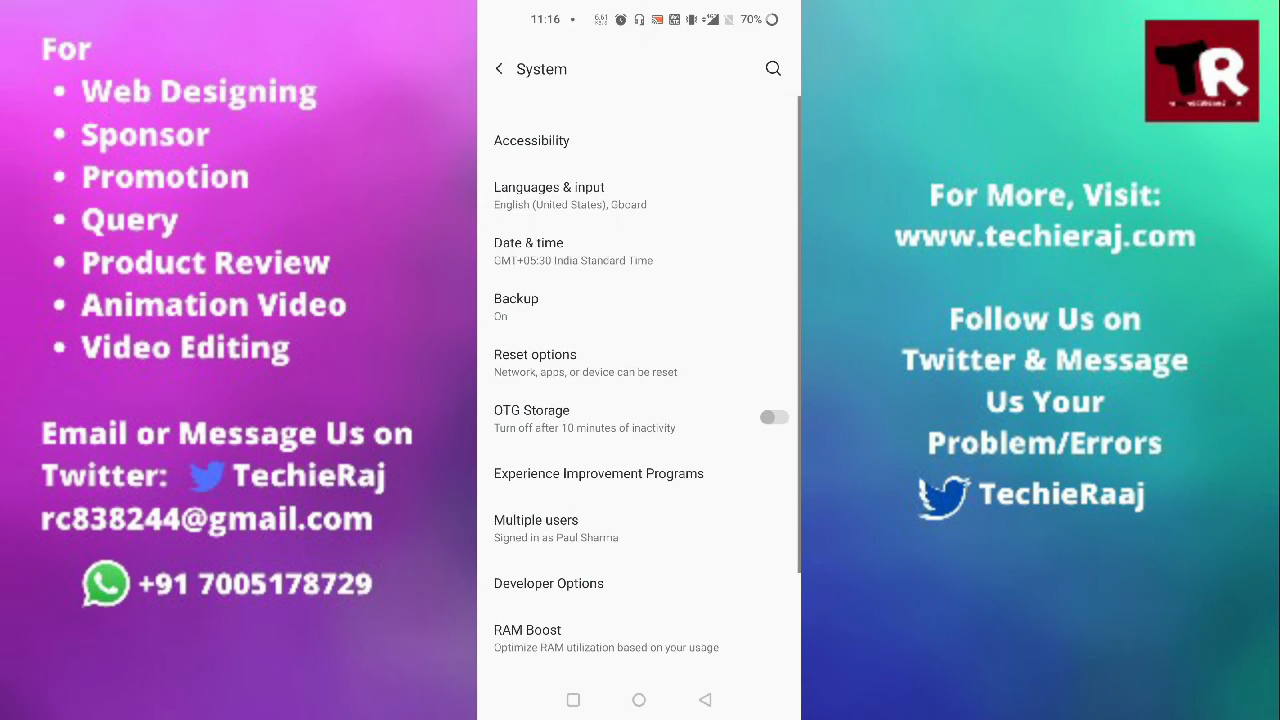 For
• Web Designing
• Sponsor
• Promotion
• Query
• Product Review
• Animation Video
• Video Editing
Email or Message Us on
Twitter: TechieRaj
rc838244@gmail.com
+91 7005178729
11:16 •
70%
System
Accessibility
Languages & input
English (United States), Gboard
Date & time
GMT+05:30 India Standard Time
Backup
On
Reset options
Network, apps, or device can be reset
OTG Storage
Turn off after 10 minutes of inactivity
Experience Improvement Programs
Multiple users
Signed in as Paul Sharma
Developer Options
RAM Boost
Optimize RAM utilization based on your usage
TR
For More, Visit:
www.techieraj.com
Follow Us on
Twitter & Message
Us Your
Problem/Errors
TechieRaaj